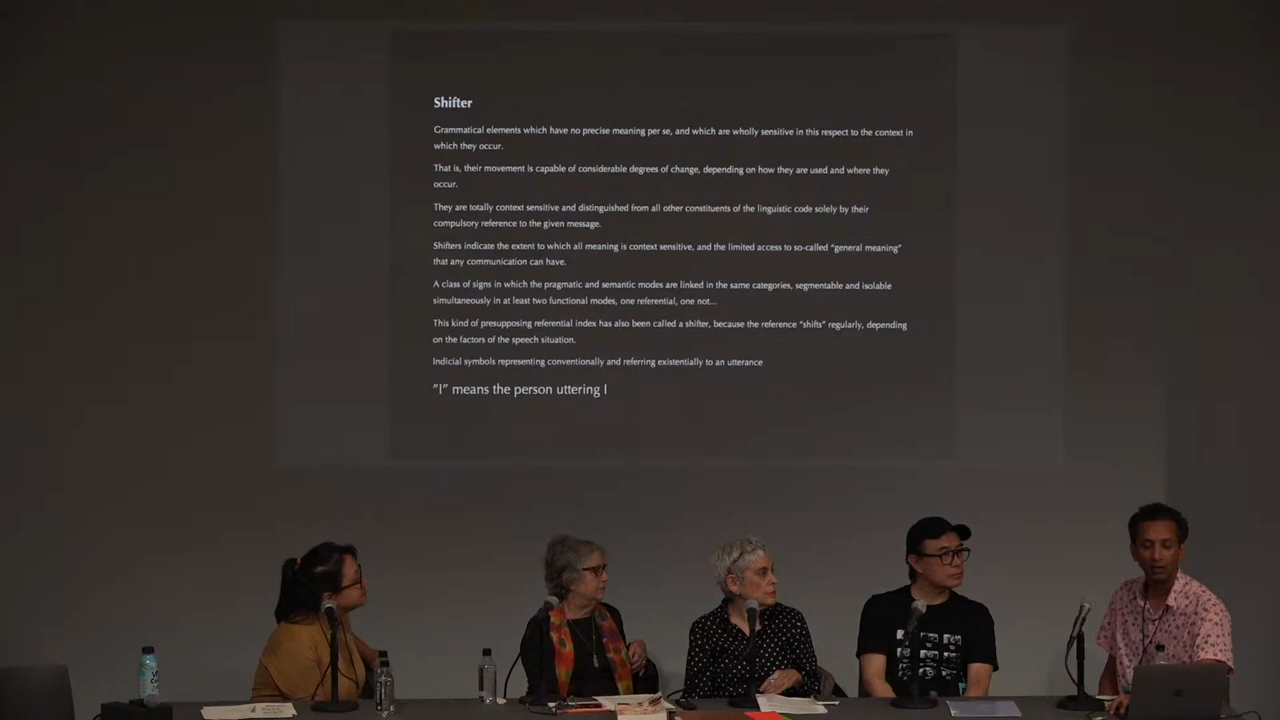 Shifter
Grammatical elements which have no precise meaning per se, and which are wholly sensitive in this respect to the context in
which they occur.
That is, their movement is capable of considerable degrees of change, depending on how they are used and where they
occur.
They are totally context sensitive and distinguished from all other constituents of the linguistic code solely by their
compulsory reference to the given message.
Shifters indicate the extent to which all meaning is context sensitive, and the limited access to so-called "general meaning"
that any communication can have.
A class of signs in which the pragmatic and semantic modes are linked in the same categories, segmentable and isolable
simultaneously in at least two functional modes, one referential, one not...
This kind of presupposing referential index has also been called a shifter, because the reference "shifts" regularly, depending
on the factors of the speech situation.
Indicial symbols representing conventionally and referring existentially to an utterance
"I" means the person uttering I